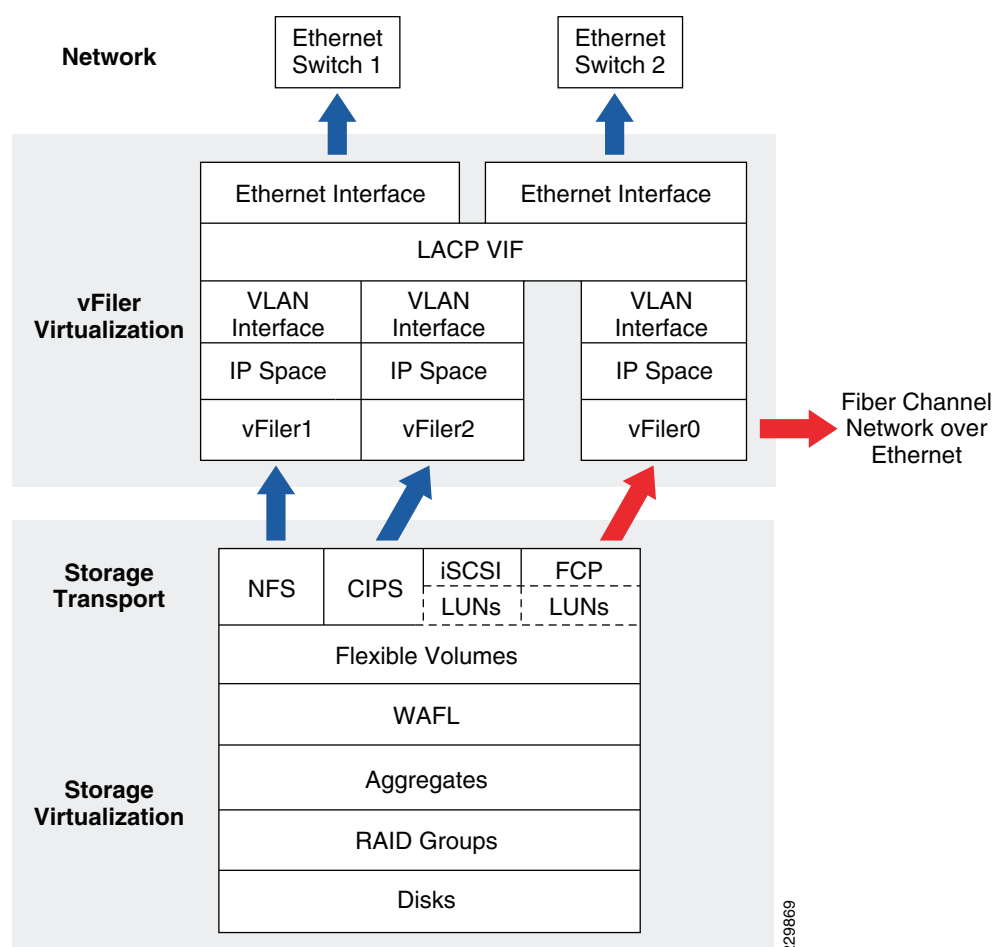 Network
Ethernet
Switch 1
Ethernet
Switch 2
Ethernet Interface
Ethernet Interface
LACP VIF
vFiler
Virtualization
VLAN
Interface
VLAN
Interface
VLAN
Interface
IP Space
IP Space
IP Space
vFiler1
vFiler2
vFiler0
Fiber Channel
Network over
Ethernet
Storage
Transport
NFS
CIPS
iSCSI
LUNs
FCP
LUNs
Flexible Volumes
WAFL
Storage
Virtualization
Aggregates
RAID Groups
Disks
229869